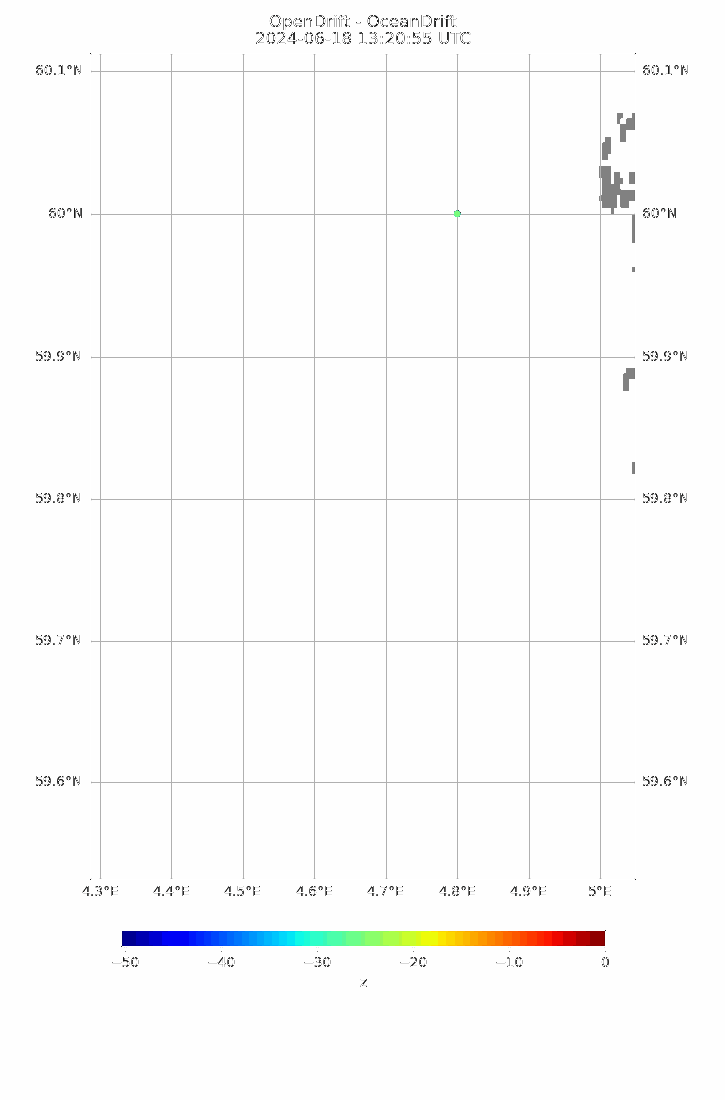 OpenDrift - OceanDrift
2024-06-18 13:20:55 UTC
60.1°N 60.1°N
60°N 60°N
59.9°N 59.9°N
59.8°N 59.8°N
59.7°N 59.7°N
59.6°N 59.6°N
4.3°E 4.4°E 4.5°E 4.6°E 4.7°E 4.8°E 4.9°E 5°E
−50 −40 −30 −20 −10 0
z